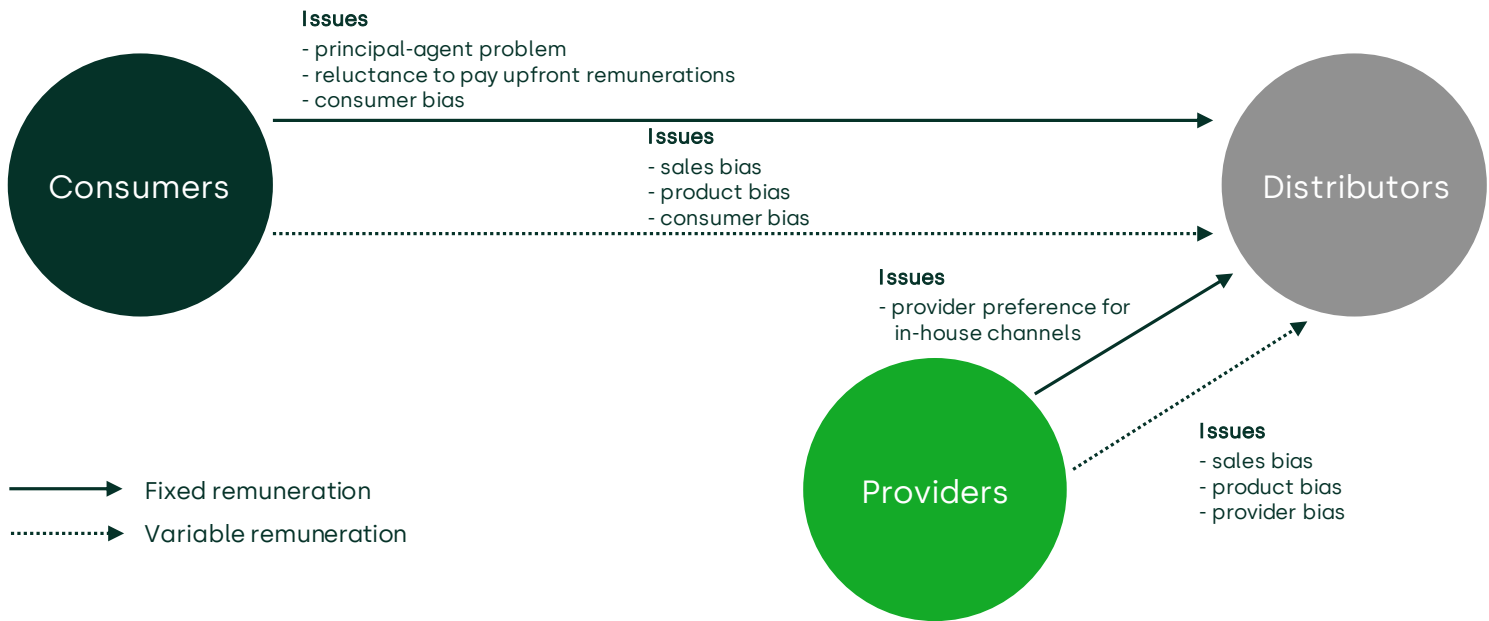 Issues
- principal-agent problem
- reluctance to pay upfront remunerations
- consumer bias
Issues
- sales bias
- product bias
- consumer bias
Consumers
Distributors
Issues
- provider preference for
in-house channels
Providers
Issues
- sales bias
- product bias
- provider bias
Fixed remuneration
Variable remuneration